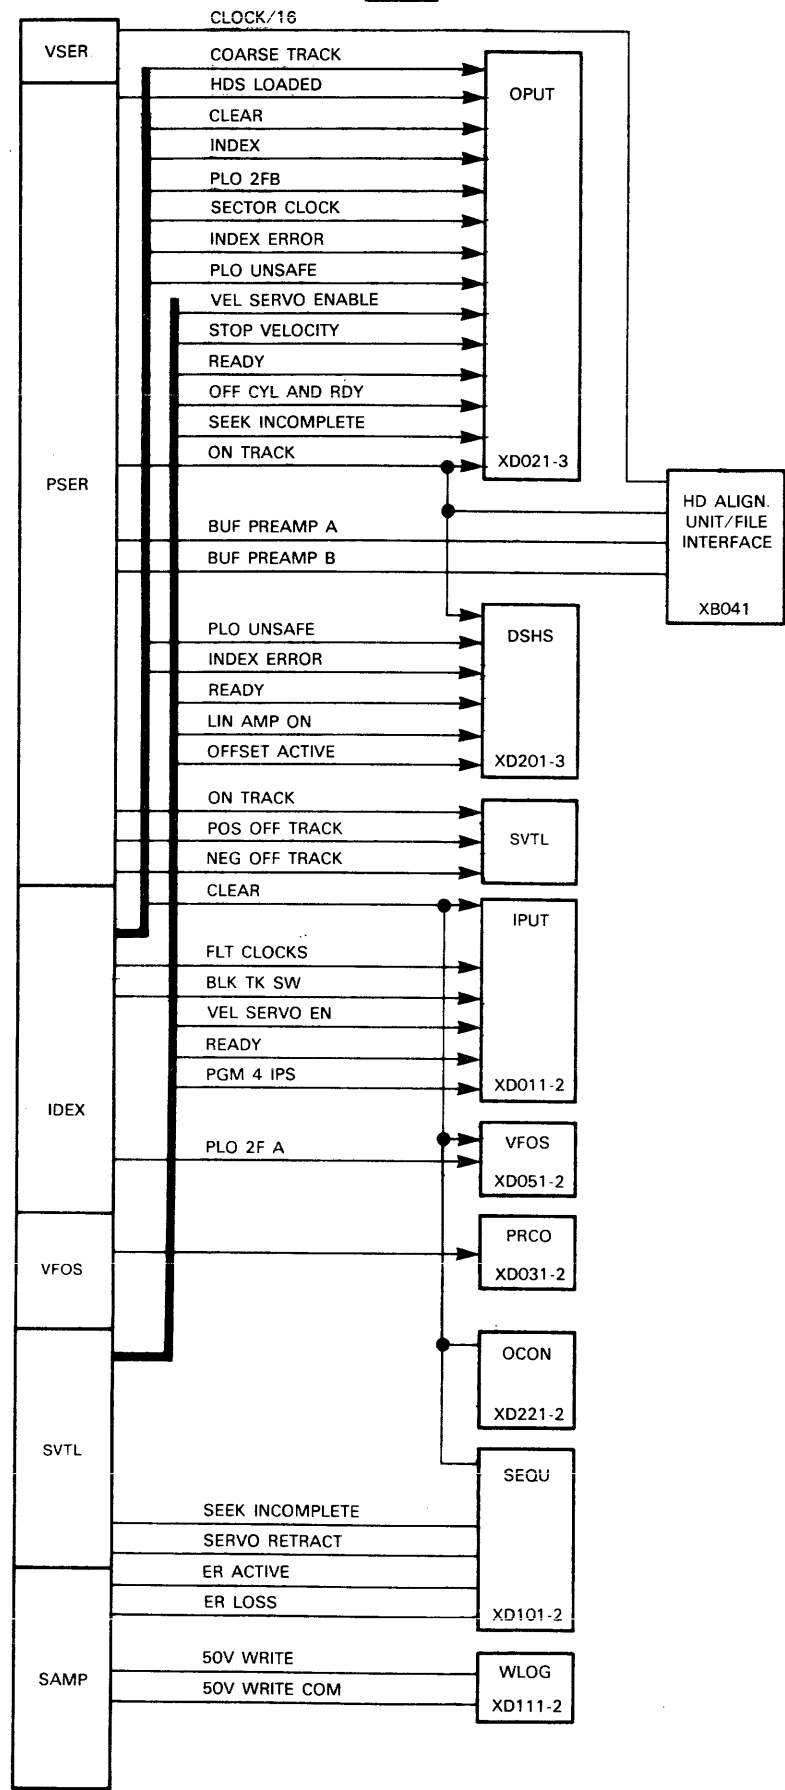 CLOCK/16
VSER
COARSE TRACK
HDS LOADED
OPUT
CLEAR
INDEX
PLO 2FB
SECTOR CLOCK
INDEX ERROR
PLO UNSAFE
VEL SERVO ENABLE
STOP VELOCITY
READY
OFF CYL AND RDY
SEEK INCOMPLETE
ON TRACK
XD021-3
PSER
HD ALIGN.
UNIT/FILE
INTERFACE
XB041
BUF PREAMP A
BUF PREAMP B
PLO UNSAFE
DSHS
INDEX ERROR
READY
LIN AMP ON
OFFSET ACTIVE
XD201-3
ON TRACK
POS OFF TRACK
SVTL
NEG OFF TRACK
CLEAR
IPUT
FLT CLOCKS
BLK TK SW
VEL SERVO EN
READY
PGM 4 IPS
XD011-2
IDEX
PLO 2F A
VFOS
XD051-2
VFOS
PRCO
XD031-2
OCON
XD221-2
SVTL
SEQU
SEEK INCOMPLETE
SERVO RETRACT
ER ACTIVE
ER LOSS
XD101-2
SAMP
50V WRITE
WLOG
50V WRITE COM
XD111-2